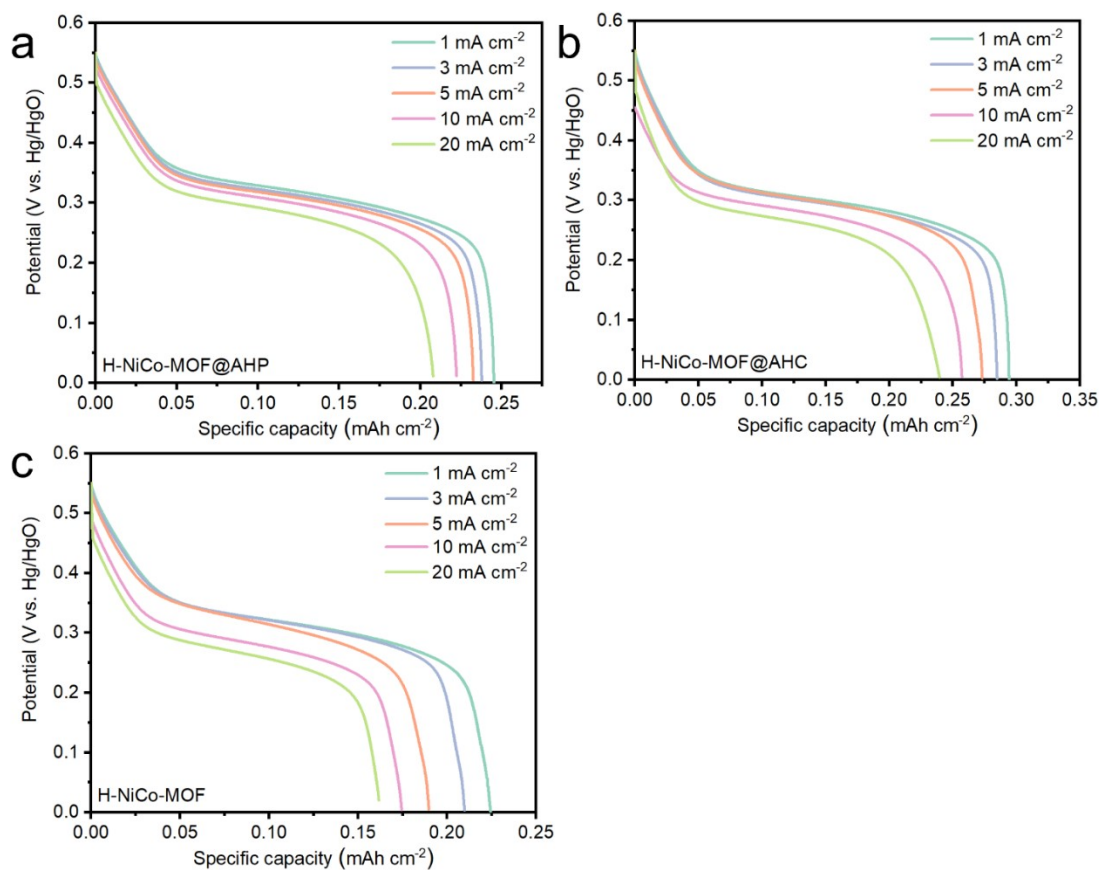 a
1 mA cm-2
3 mA cm-2
5 mA cm-2
10 mA cm-2
20 mA cm-2
Potential (V vs. Hg/HgO)
0.6
0.5
0.4
0.3
0.2
0.1
0.0
H-NiCo-MOF@AHP
0.00 0.05 0.10 0.15 0.20 0.25
Specific capacity (mAh cm-2)
b
1 mA cm-2
3 mA cm-2
5 mA cm-2
10 mA cm-2
20 mA cm-2
Potential (V vs. Hg/HgO)
0.6
0.5
0.4
0.3
0.2
0.1
0.0
H-NiCo-MOF@AHC
0.00 0.05 0.10 0.15 0.20 0.25 0.30 0.35
Specific capacity (mAh cm-2)
c
1 mA cm-2
3 mA cm-2
5 mA cm-2
10 mA cm-2
20 mA cm-2
Potential (V vs. Hg/HgO)
0.6
0.5
0.4
0.3
0.2
0.1
0.0
H-NiCo-MOF
0.00 0.05 0.10 0.15 0.20 0.25
Specific capacity (mAh cm-2)